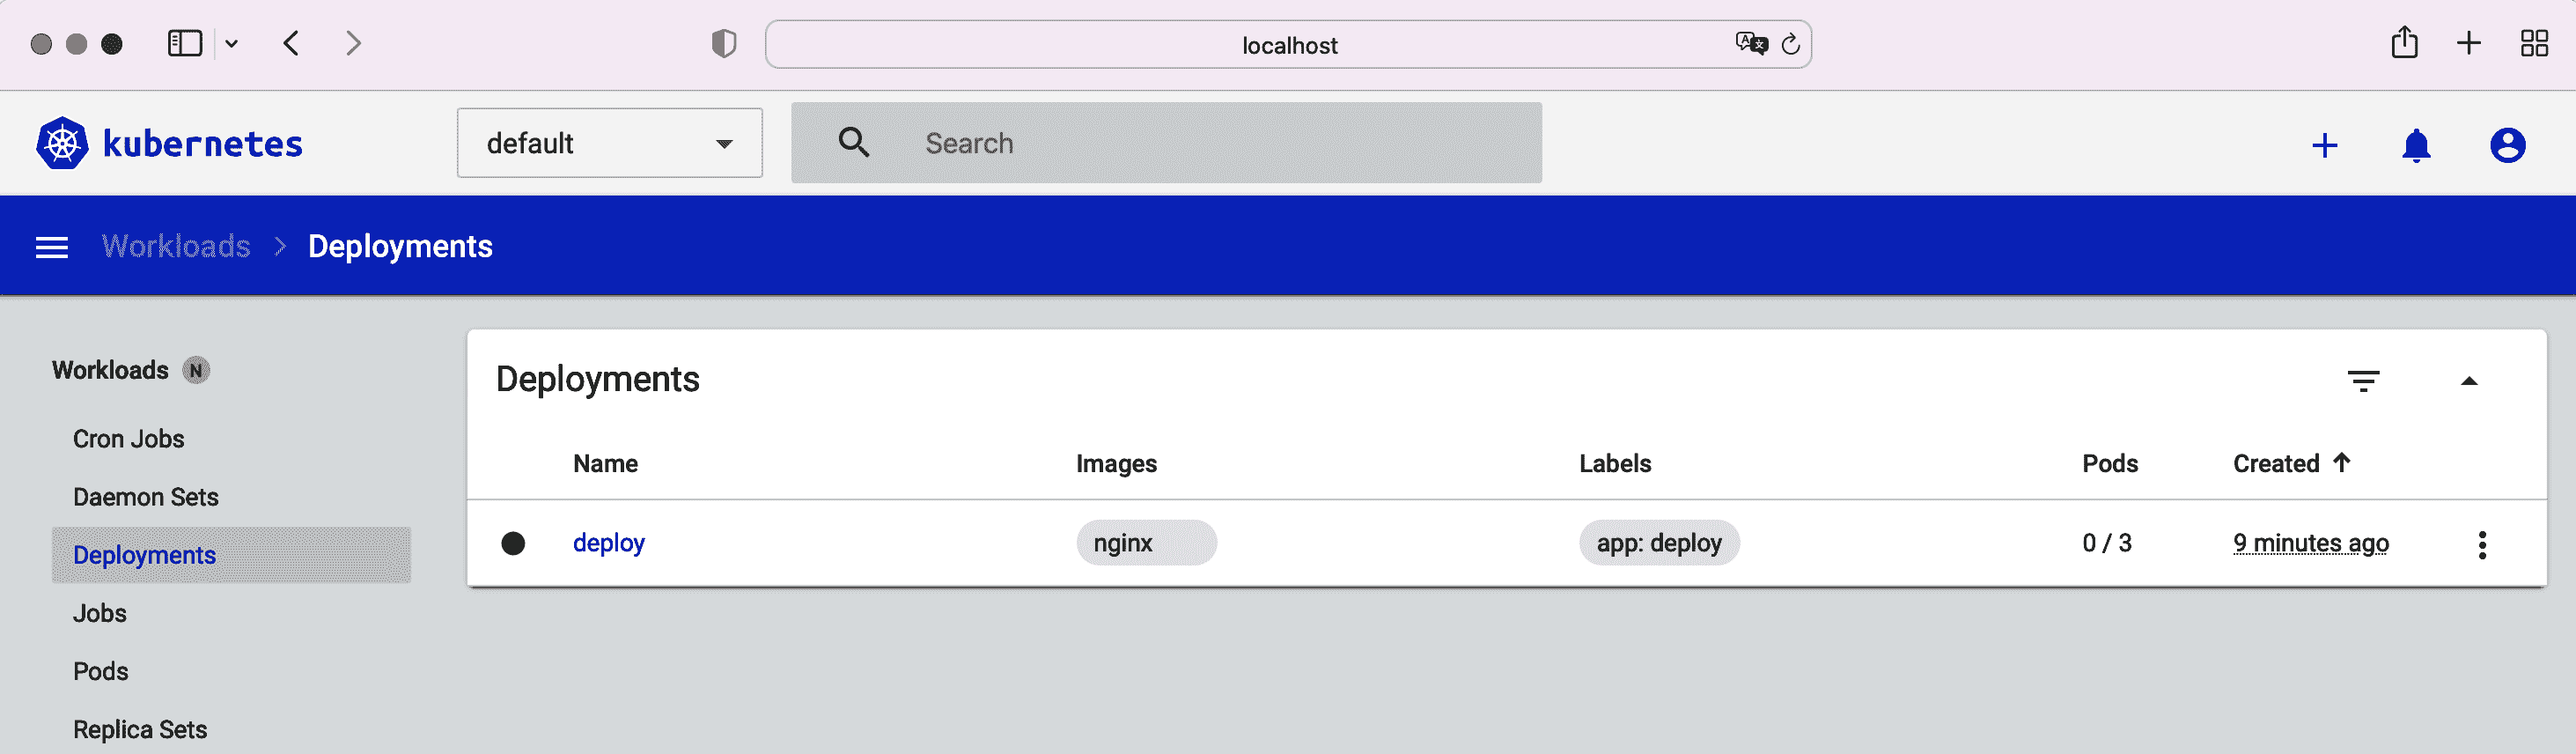 localhost
kubernetes
default
Search
Workloads > Deployments
Workloads N
Cron Jobs
Daemon Sets
Deployments
Jobs
Pods
Replica Sets
Deployments
Name Images Labels Pods Created ↑
deploy nginx app: deploy 0 / 3 9 minutes ago